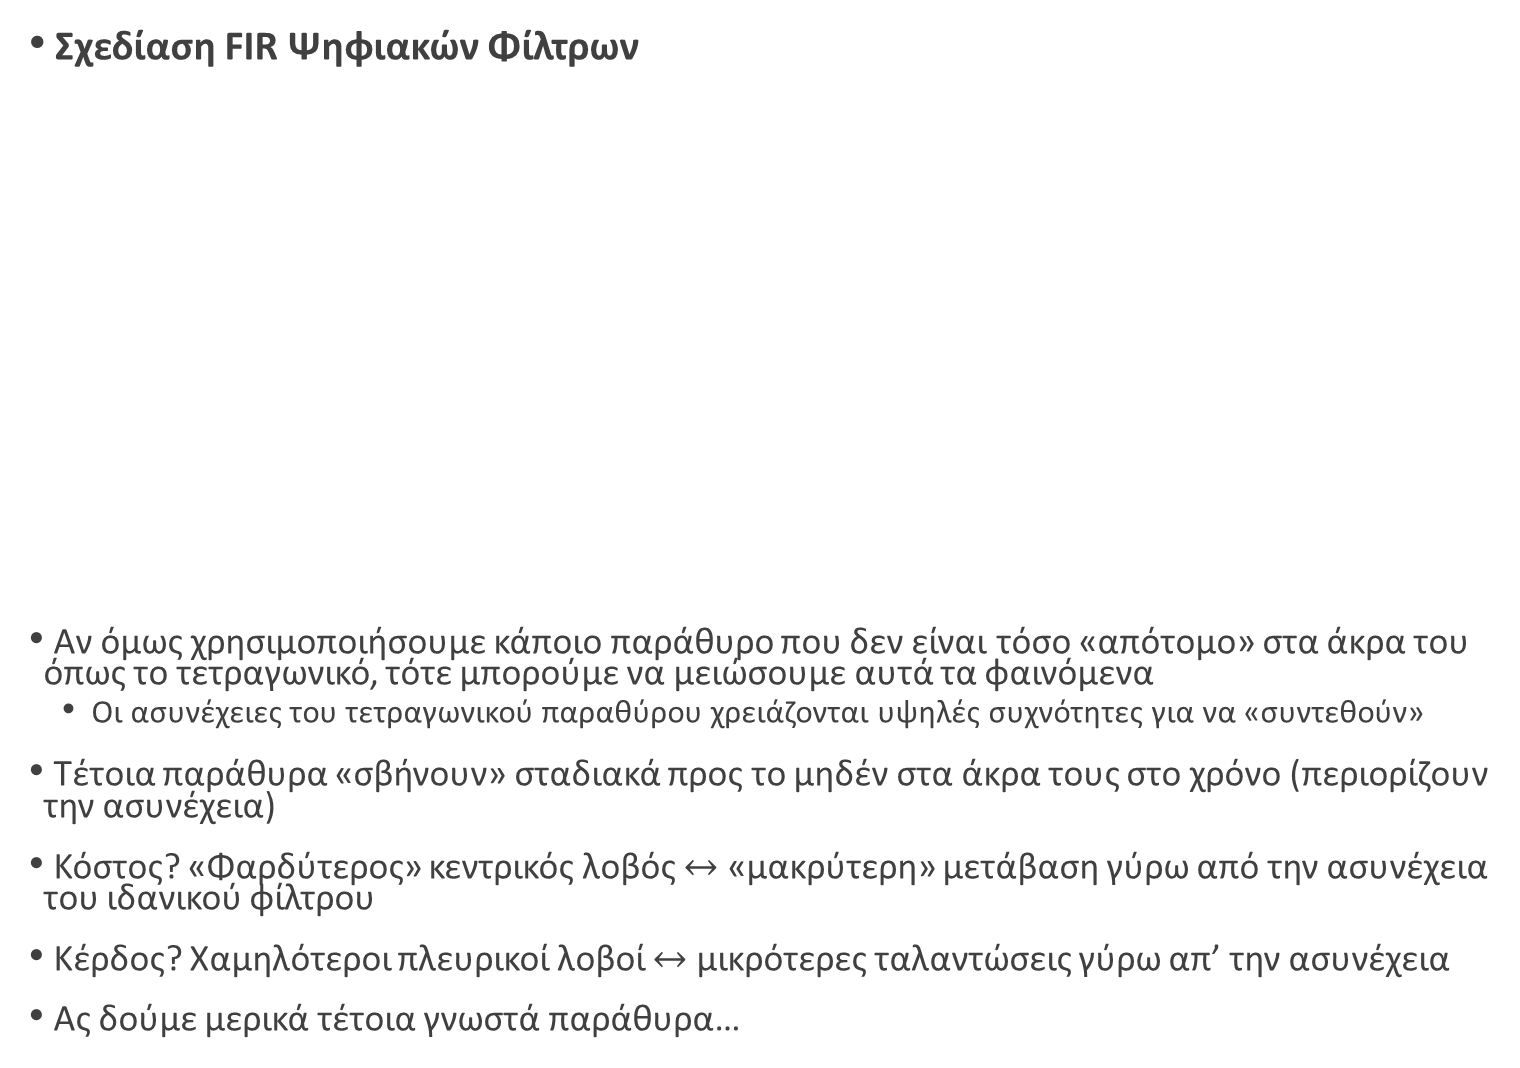 • Σχεδίαση FIR Ψηφιακών Φίλτρων
• Αν όμως χρησιμοποιήσουμε κάποιο παράθυρο που δεν είναι τόσο «απότομο» στα άκρα του
όπως το τετραγωνικό, τότε μπορούμε να μειώσουμε αυτά τα φαινόμενα
• Οι ασυνέχειες του τετραγωνικού παραθύρου χρειάζονται υψηλές συχνότητες για να «συντεθούν»
• Τέτοια παράθυρα «σβήνουν» σταδιακά προς το μηδέν στα άκρα τους στο χρόνο (περιορίζουν
την ασυνέχεια)
• Κόστος? «Φαρδύτερος» κεντρικός λοβός ↔ «μακρύτερη» μετάβαση γύρω από την ασυνέχεια
του ιδανικού φίλτρου
• Κέρδος? Χαμηλότεροι πλευρικοί λοβοί ↔ μικρότερες ταλαντώσεις γύρω απ’ την ασυνέχεια
• Ας δούμε μερικά τέτοια γνωστά παράθυρα…